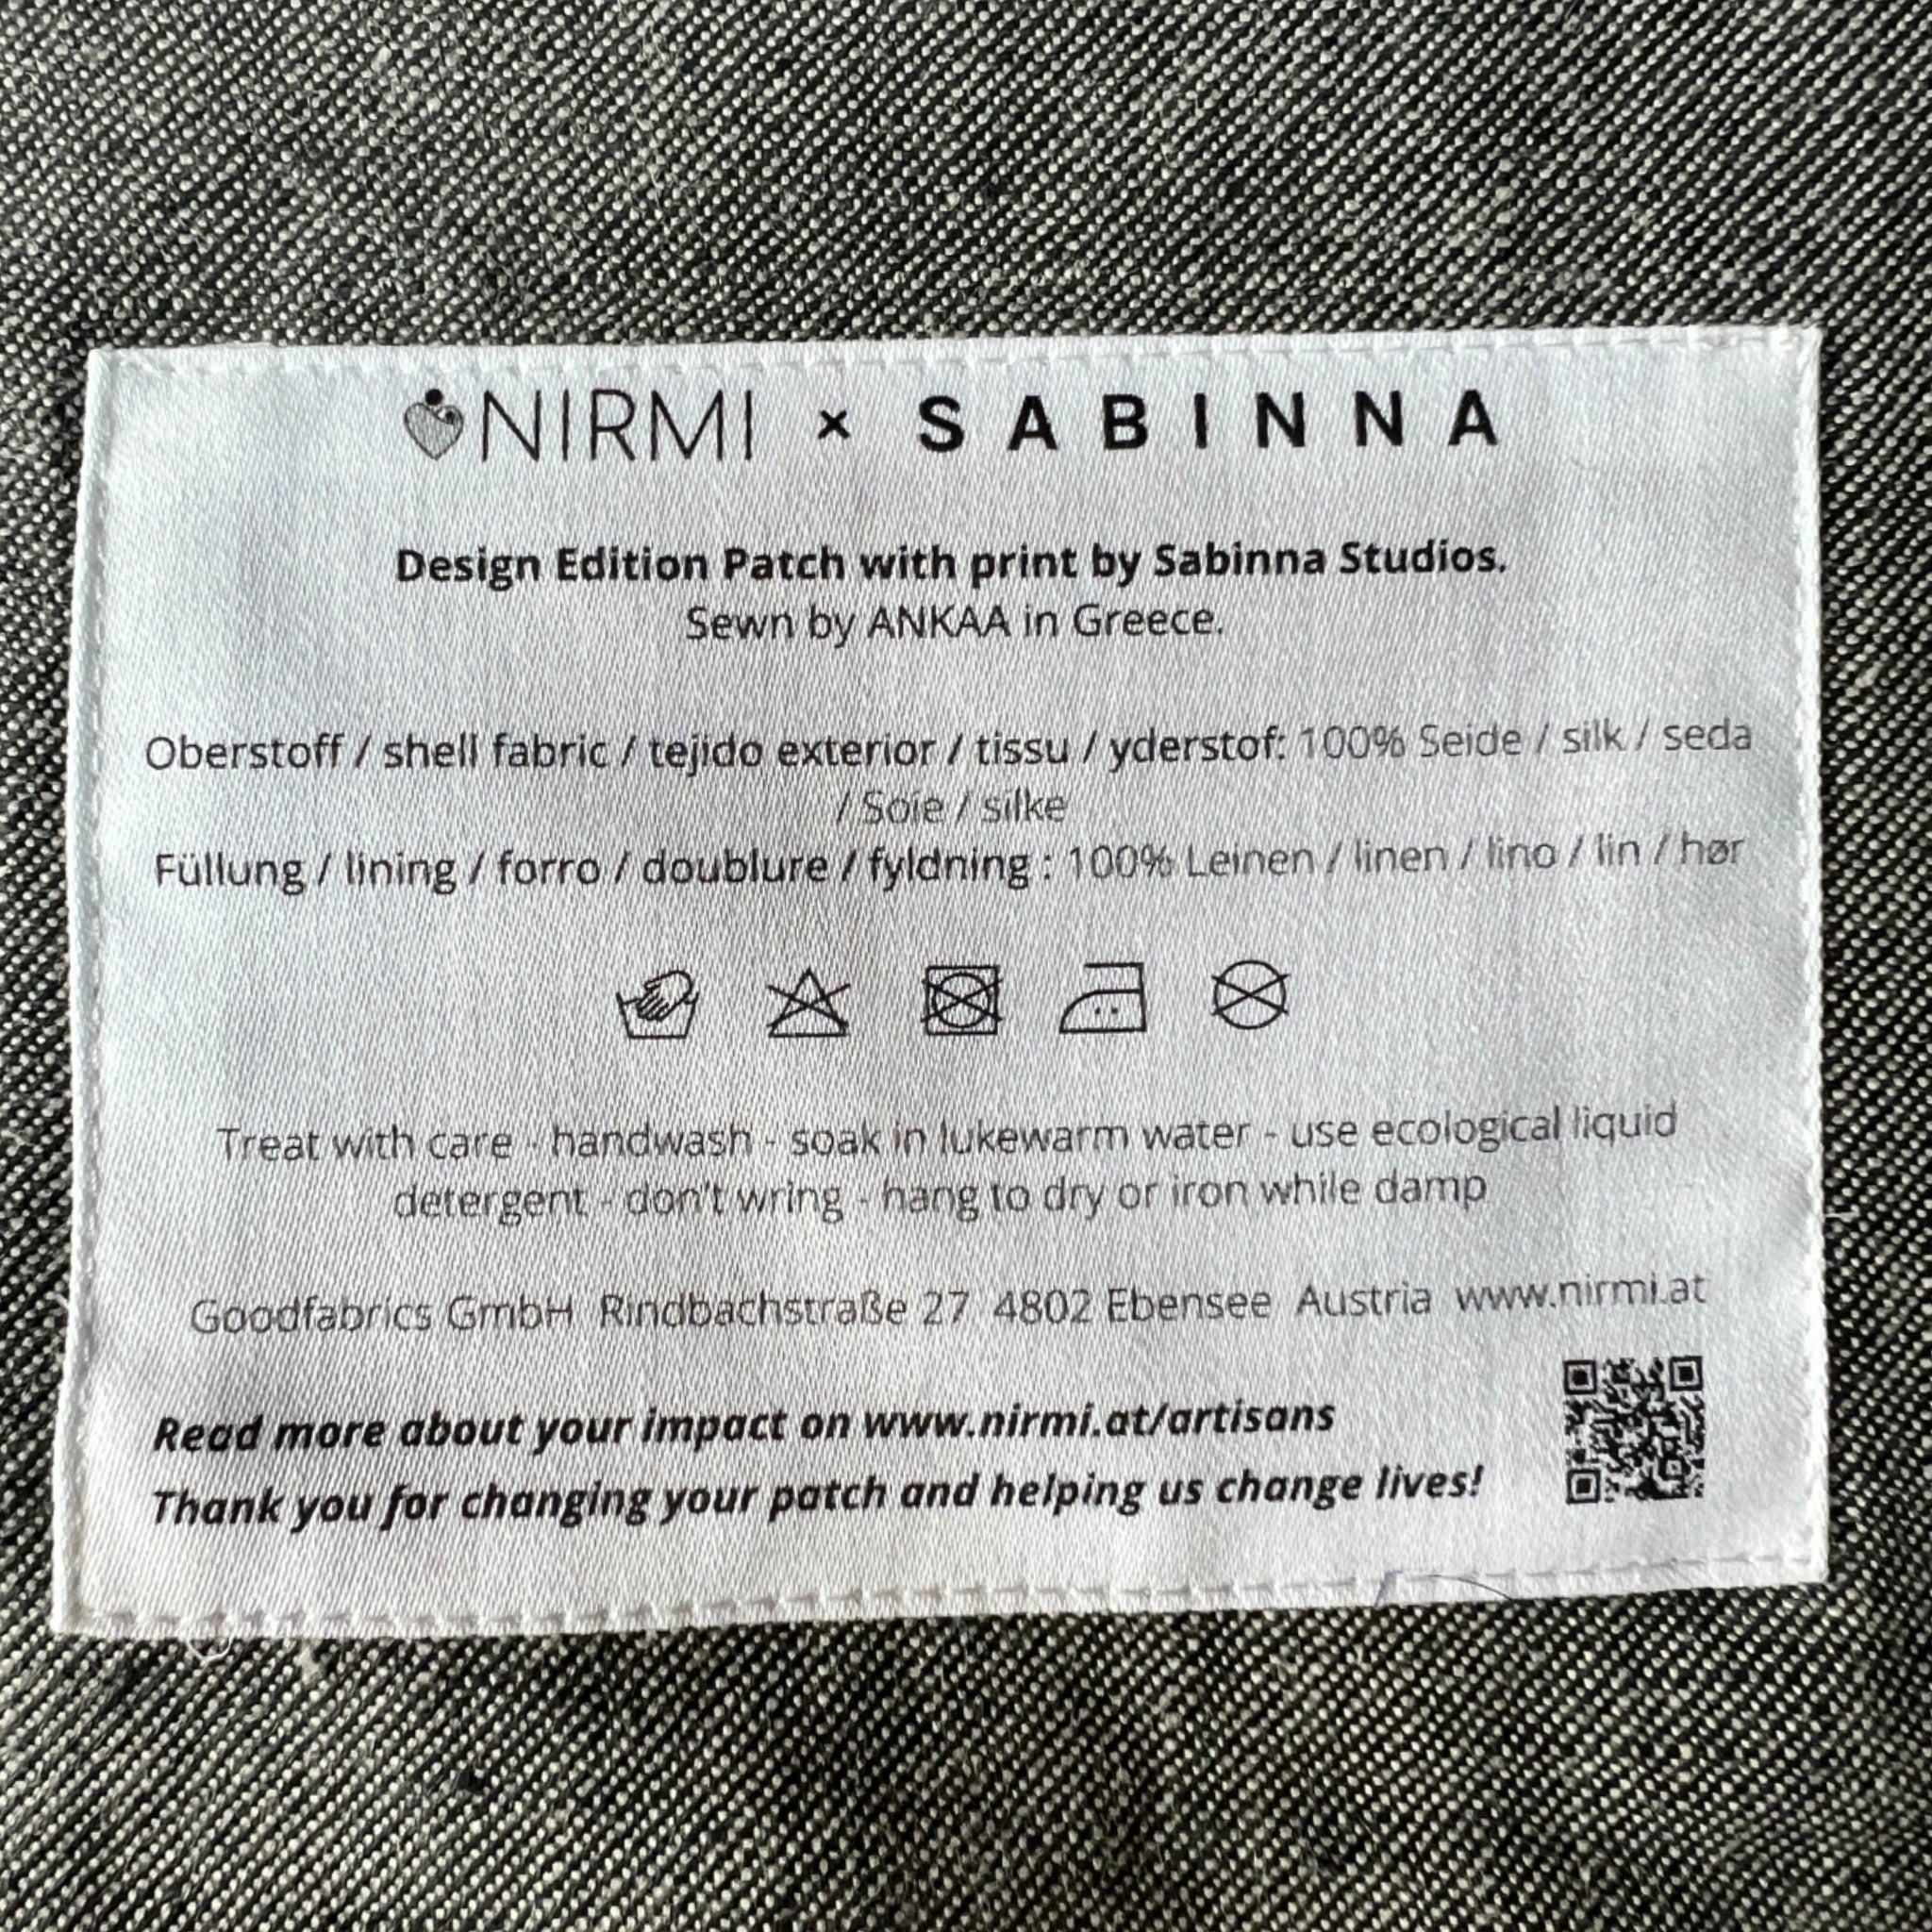 NIRMI × SABINNA
Design Edition Patch with print by Sabinna Studios.
Sewn by ANKAA in Greece.
Oberstoff / shell fabric / tejido exterior / tissu / yderstof: 100% Seide / silk / seda
/ Soie / silke
Füllung / lining / forro / doublure / fyldning : 100% Leinen / linen / lino / lin / hør
Treat with care - handwash - soak in lukewarm water - use ecological liquid
detergent - don't wring - hang to dry or iron while damp
Goodfabrics GmbH Rindbachstraße 27 4802 Ebensee Austria www.nirmi.at
Read more about your impact on www.nirmi.at/artisans
Thank you for changing your patch and helping us change lives!